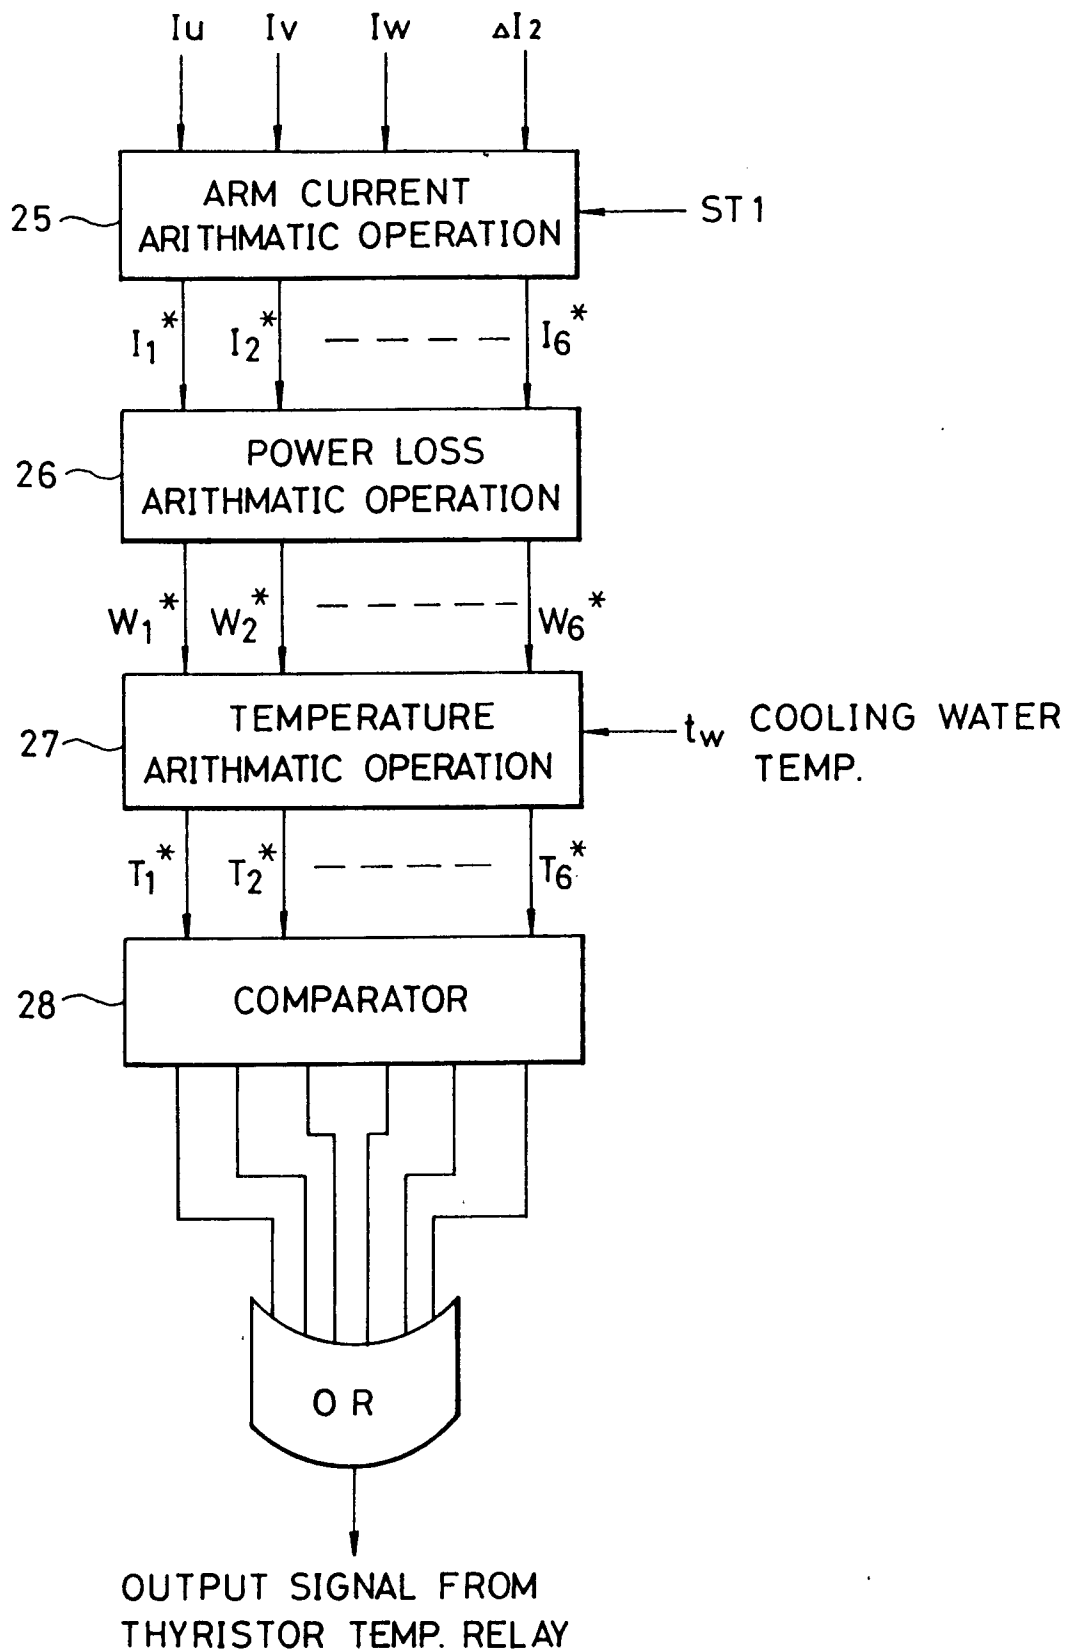 Iu Iv Iw ΔI2
25
ARM CURRENT
ARITHMATIC OPERATION
ST1
I1* I2* I6*
26
POWER LOSS
ARITHMATIC OPERATION
W1* W2* W6*
27
TEMPERATURE
ARITHMATIC OPERATION
tw COOLING WATER
TEMP.
T1* T2* T6*
28
COMPARATOR
OR
OUTPUT SIGNAL FROM
THYRISTOR TEMP. RELAY